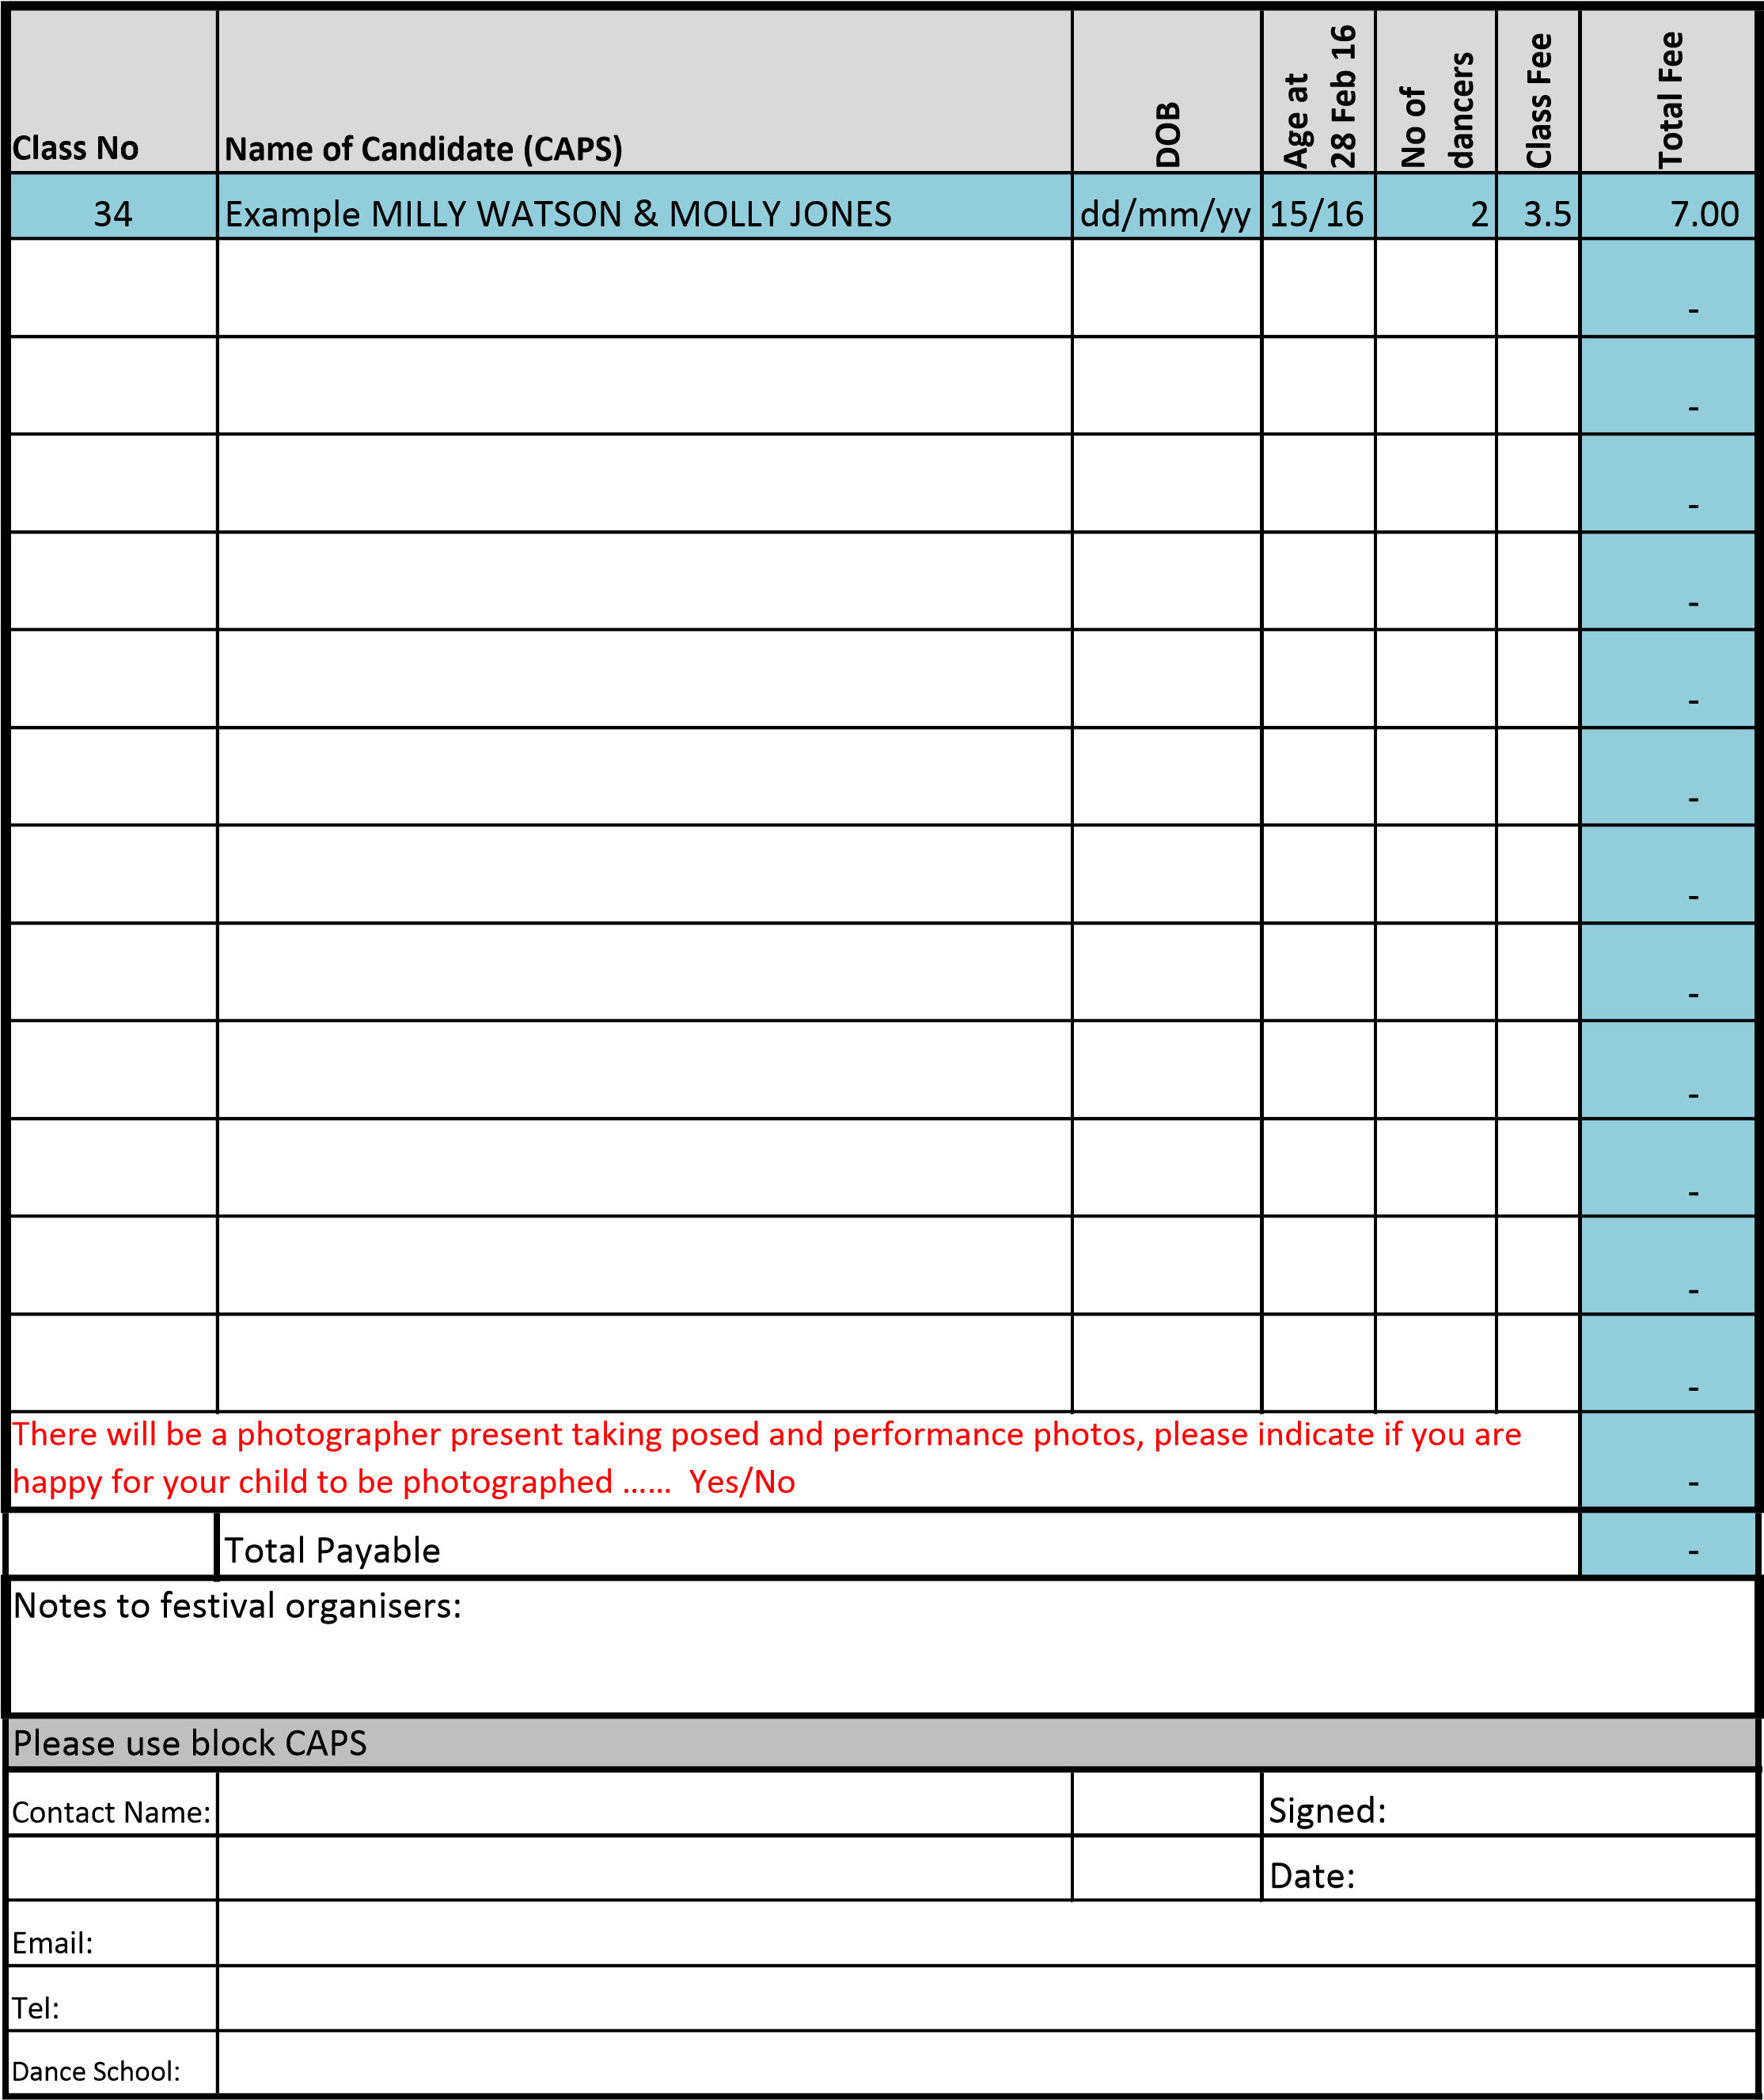 Class No Name of Candidate (CAPS) DOB Age at 28 Feb 16 No of dancers Class Fee Total Fee
34 Example MILLY WATSON & MOLLY JONES dd/mm/yy 15/16 2 3.5 7.00
-
-
-
-
-
-
-
-
-
-
-
-
There will be a photographer present taking posed and performance photos, please indicate if you are
happy for your child to be photographed ...... Yes/No -
Total Payable -
Notes to festival organisers:
Please use block CAPS
Contact Name: Signed:
Date:
Email:
Tel:
Dance School: